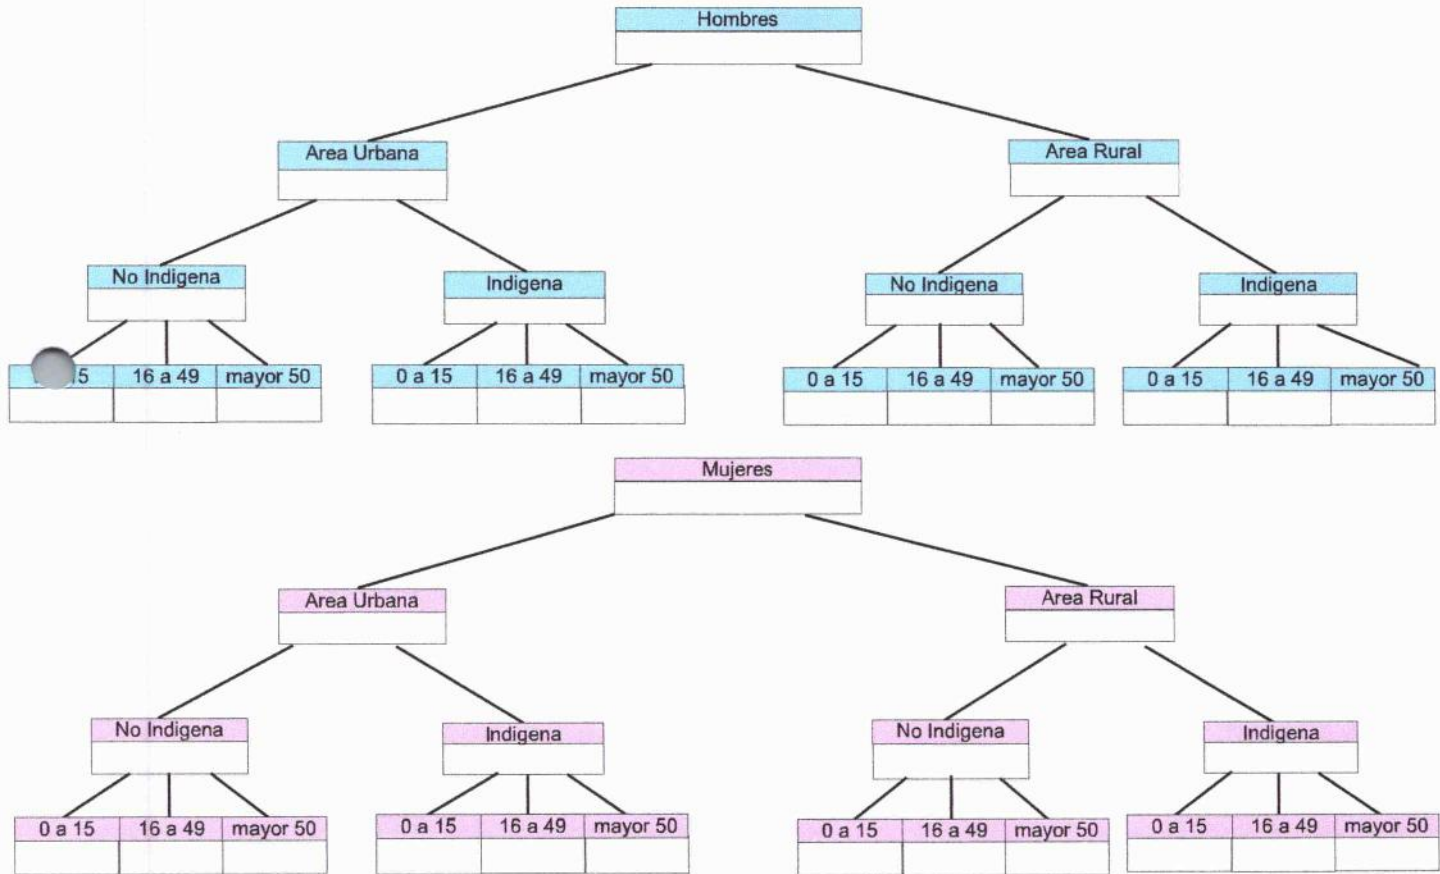 Hombres
Area Urbana
Area Rural
No Indigena
Indigena
No Indigena
Indigena
15 16 a 49 mayor 50
0 a 15 16 a 49 mayor 50
0 a 15 16 a 49 mayor 50
0 a 15 16 a 49 mayor 50
Mujeres
Area Urbana
Area Rural
No Indigena
Indigena
No Indigena
Indigena
0 a 15 16 a 49 mayor 50
0 a 15 16 a 49 mayor 50
0 a 15 16 a 49 mayor 50
0 a 15 16 a 49 mayor 50